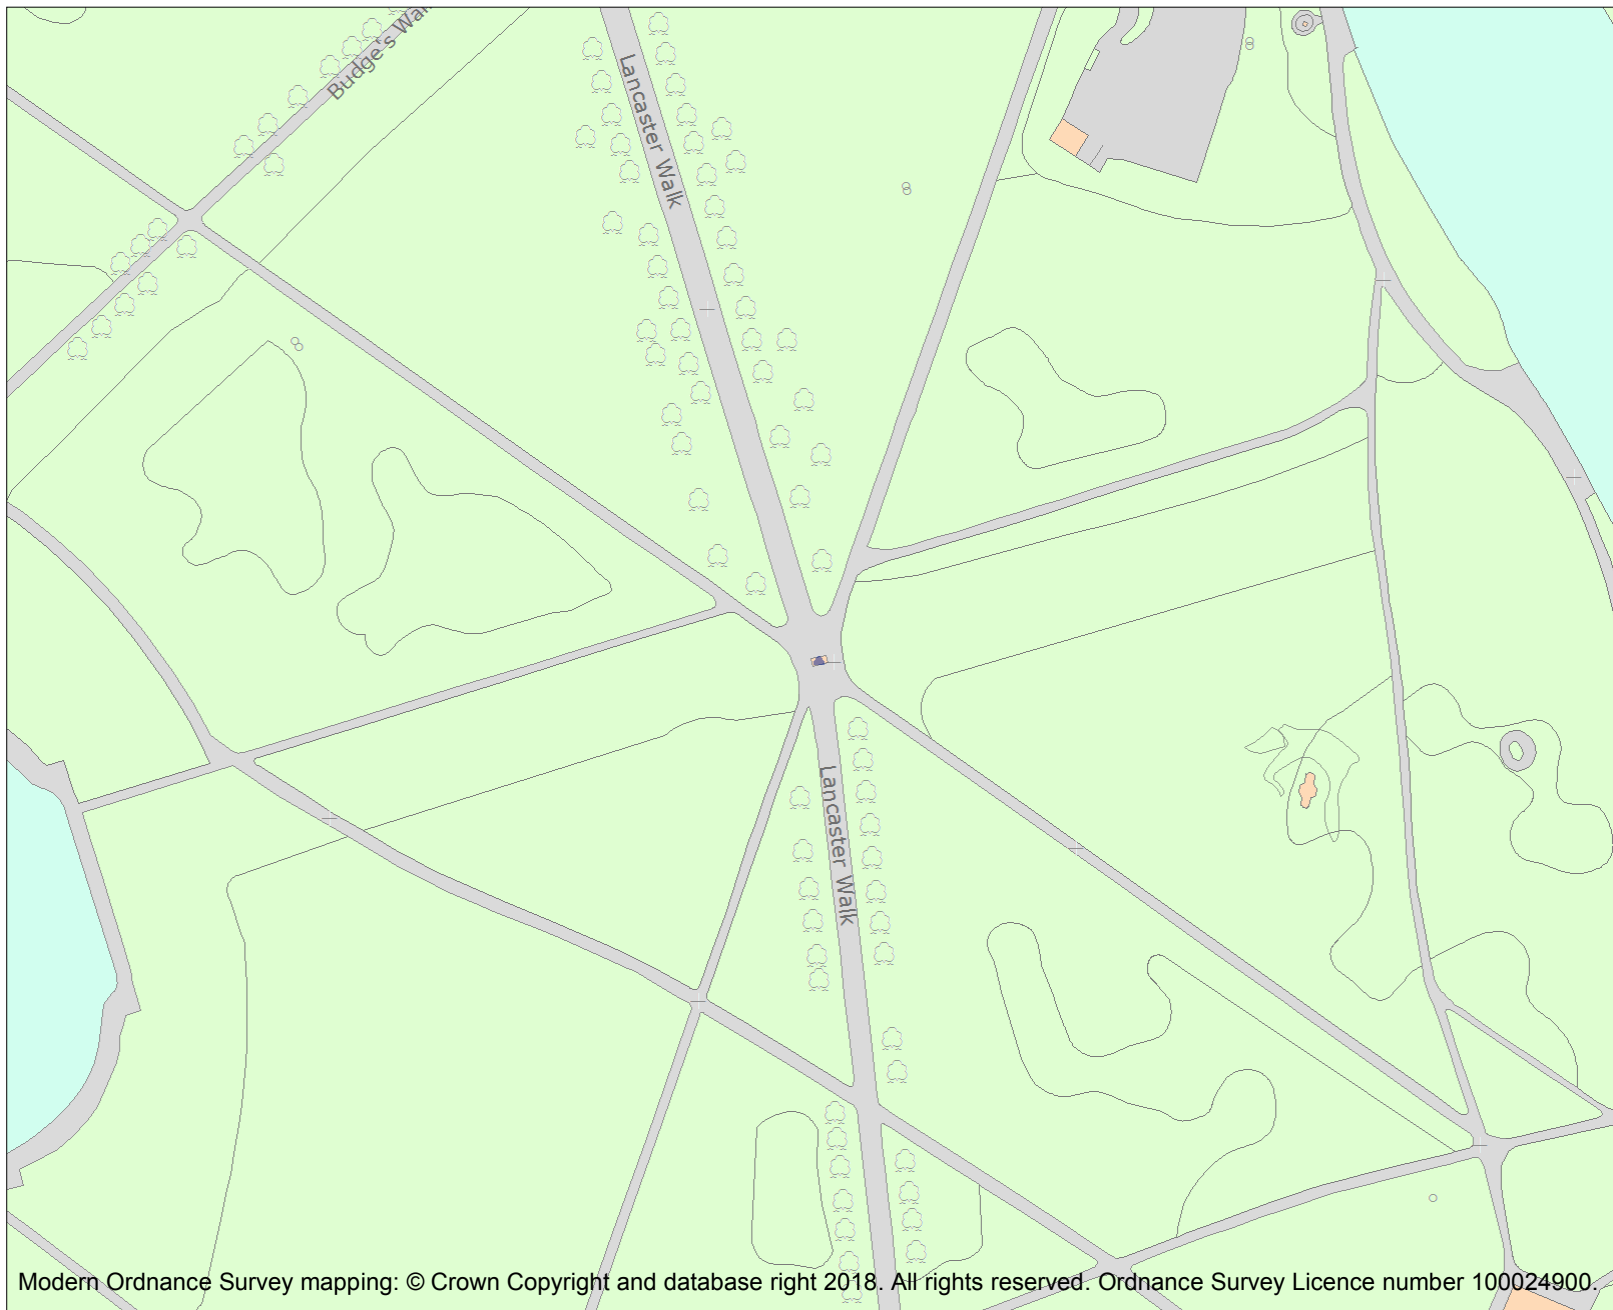 Budge's Walk
Lancaster Walk
Lancaster Walk
Modern Ordnance Survey mapping: © Crown Copyright and database right 2018. All rights reserved. Ordnance Survey Licence number 100024900.